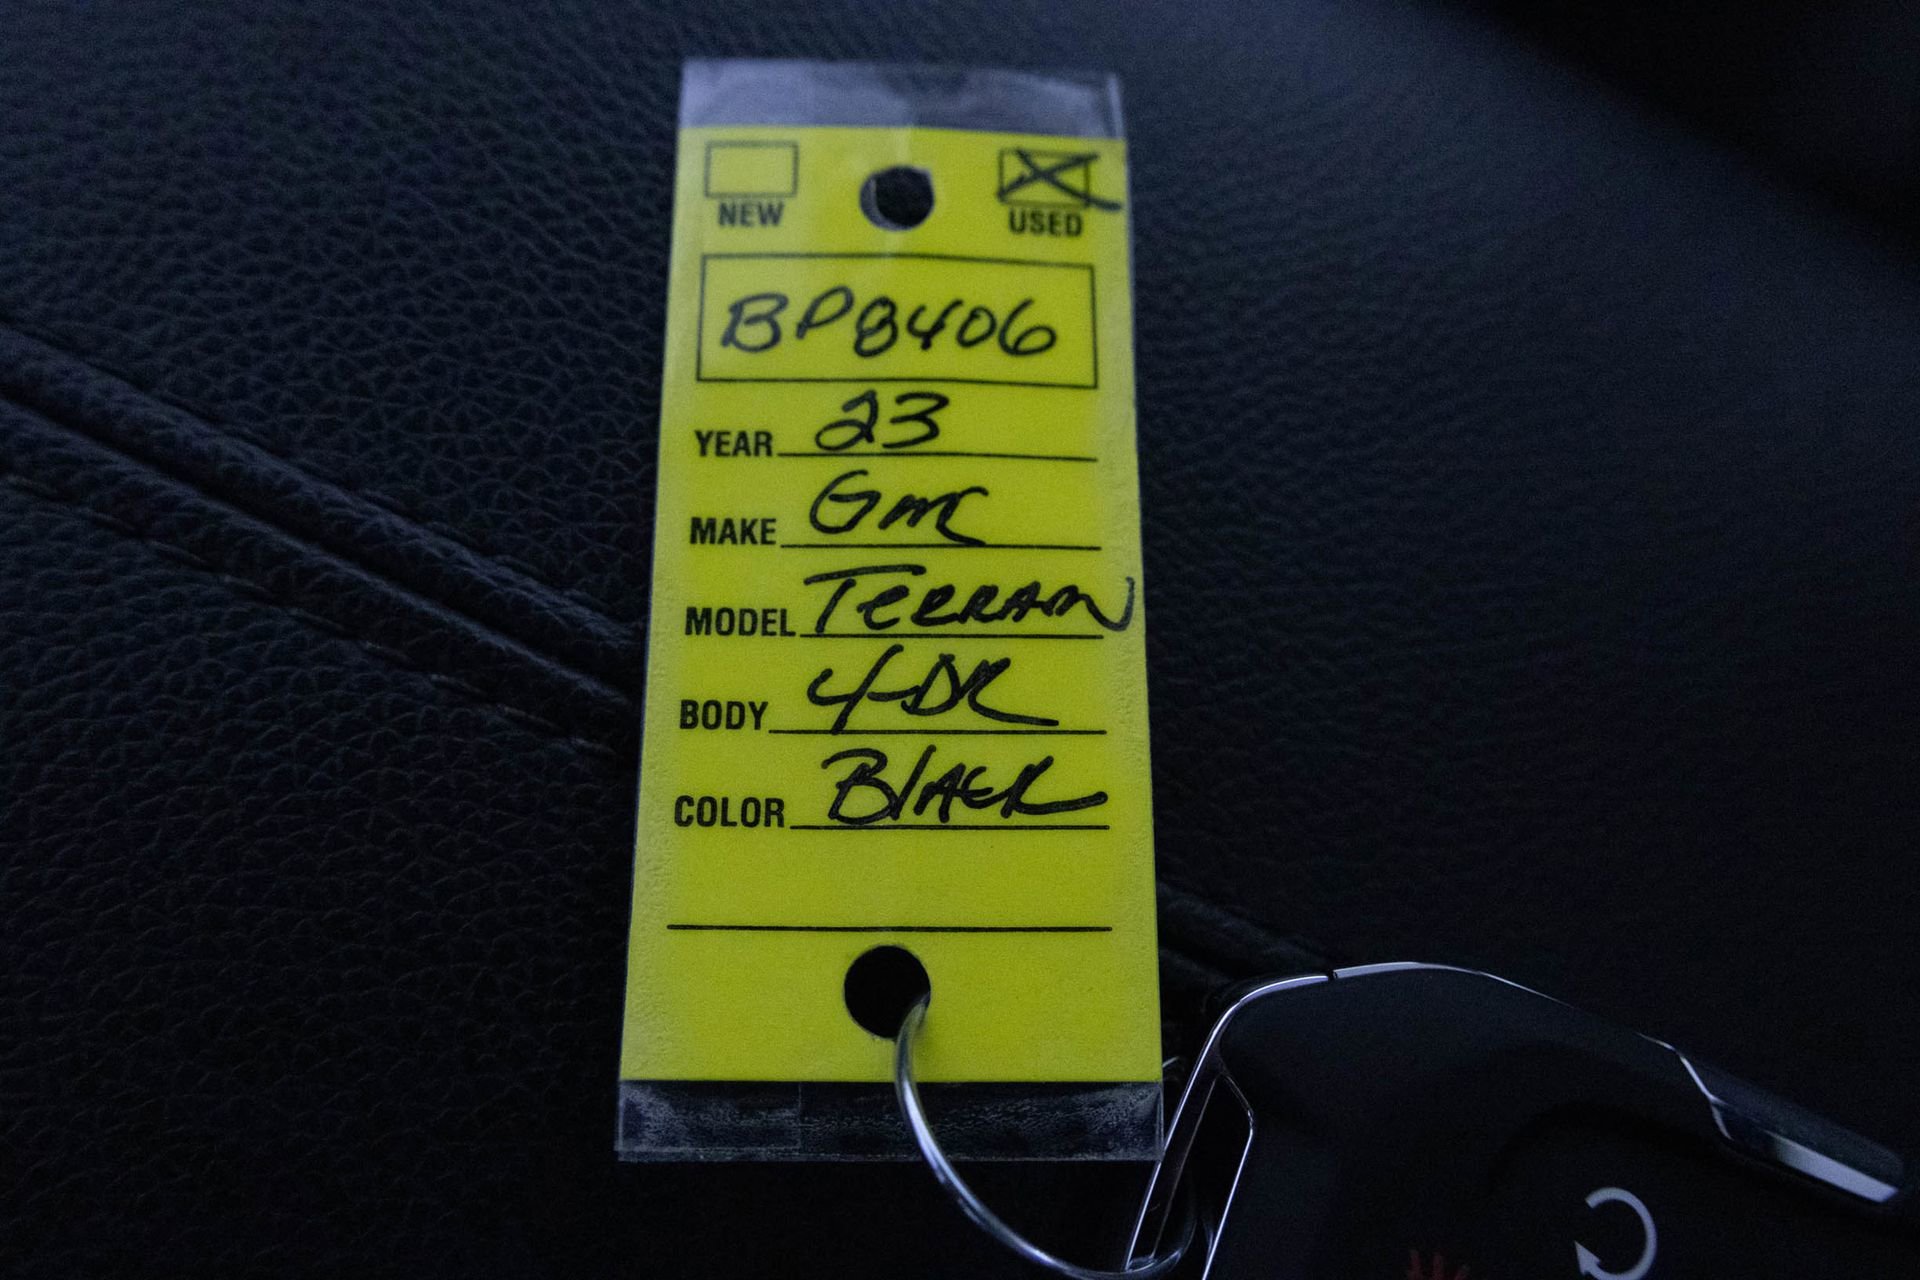 NEW USED
BP8406
YEAR 23
MAKE GMC
MODEL TERRAIN
BODY 4-DR
COLOR BLACK